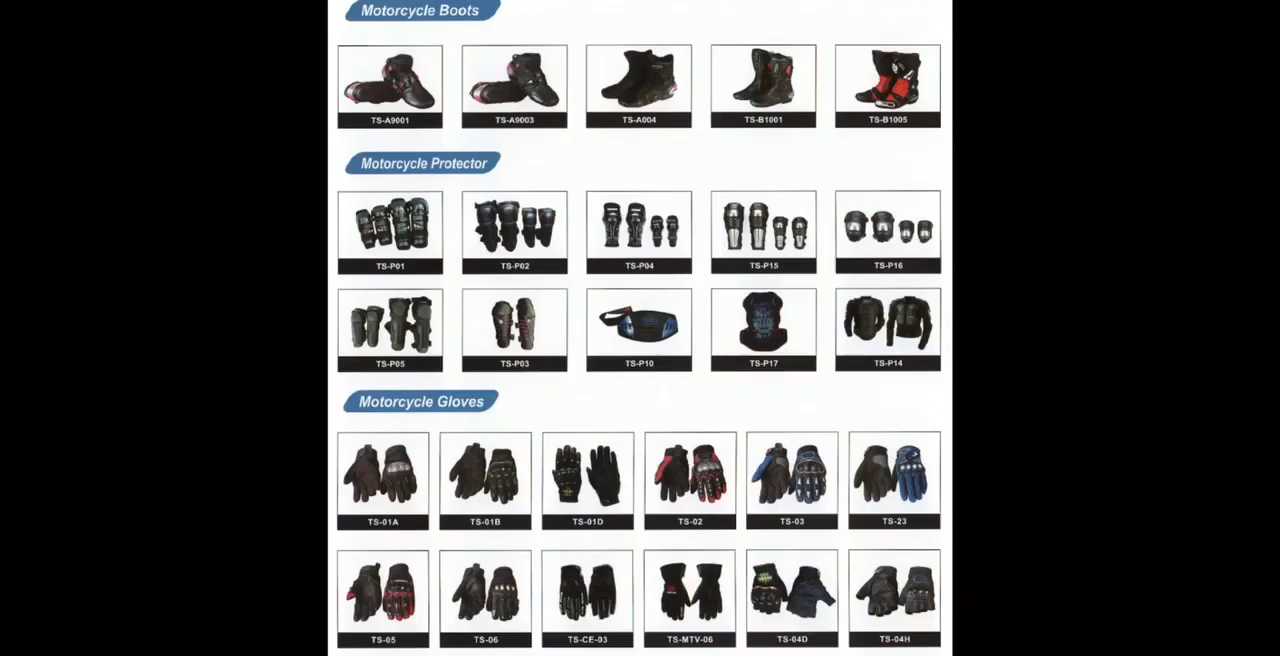 Motorcycle Boots
TS-A9001 TS-A9003 TS-A004 TS-B1001 TS-B1005
Motorcycle Protector
TS-P01 TS-P02 TS-P04 TS-P15 TS-P16
TS-P05 TS-P03 TS-P10 TS-P17 TS-P14
Motorcycle Gloves
TS-01A TS-01B TS-01D TS-02 TS-03 TS-23
TS-05 TS-06 TS-CE-03 TS-MTV-06 TS-04D TS-04H